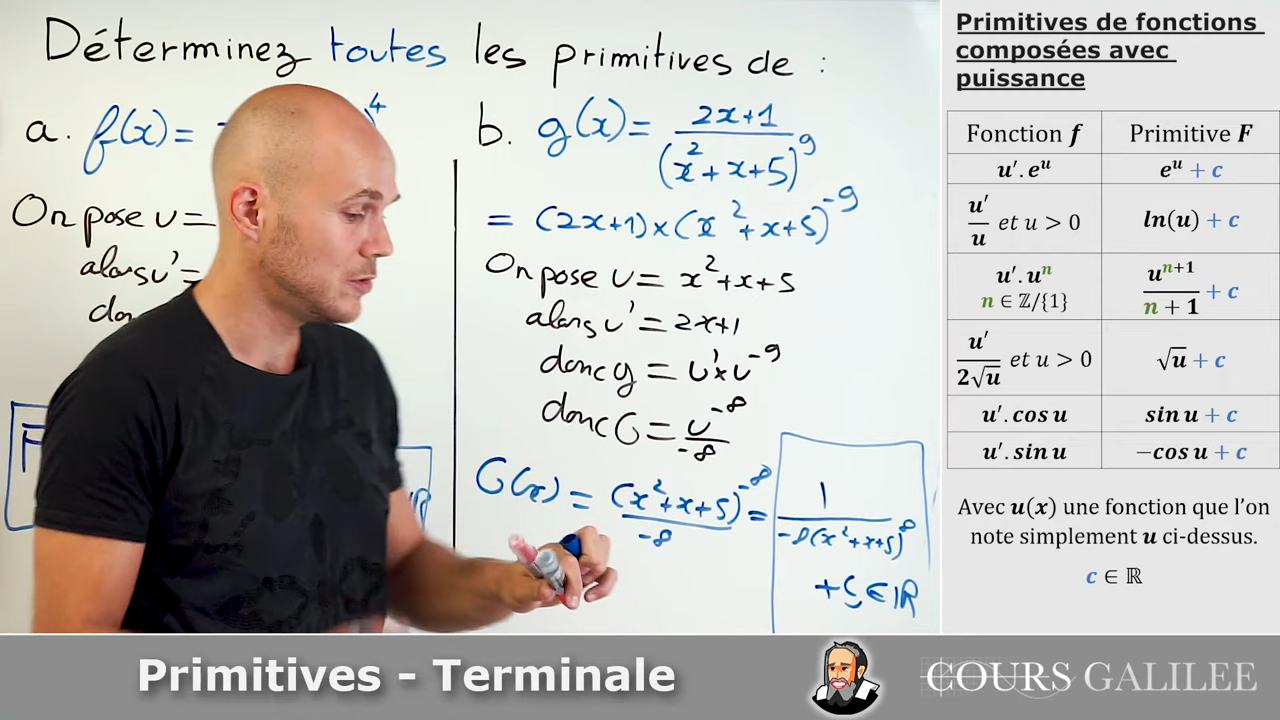 Déterminez toutes les primitives de :
a. f(x) =
4
On pose u =
alors u' =
b. g(x) = 2x+1 / (x²+x+5)⁹
= (2x+1)×(x²+x+5)⁻⁹
On pose u = x²+x+5
alors u' = 2x+1
donc g = u'×u⁻⁹
donc G = u⁻⁸/-8
G(x) = (x²+x+5)⁻⁸/-8 = 1/-8(x²+x+5)⁸
+c, ∈ ℝ
Primitives de fonctions
composées avec
puissance
Fonction f Primitive F
u'.eᵘ eᵘ + c
u'/u et u > 0 ln(u) + c
u'.uⁿ
n ∈ ℤ/{1} uⁿ⁺¹/n + 1 + c
u'/2√u et u > 0 √u + c
u'.cos u sin u + c
u'.sin u −cos u + c
Avec u(x) une fonction que l'on
note simplement u ci-dessus.
c ∈ ℝ
Primitives - Terminale
COURS GALILEE